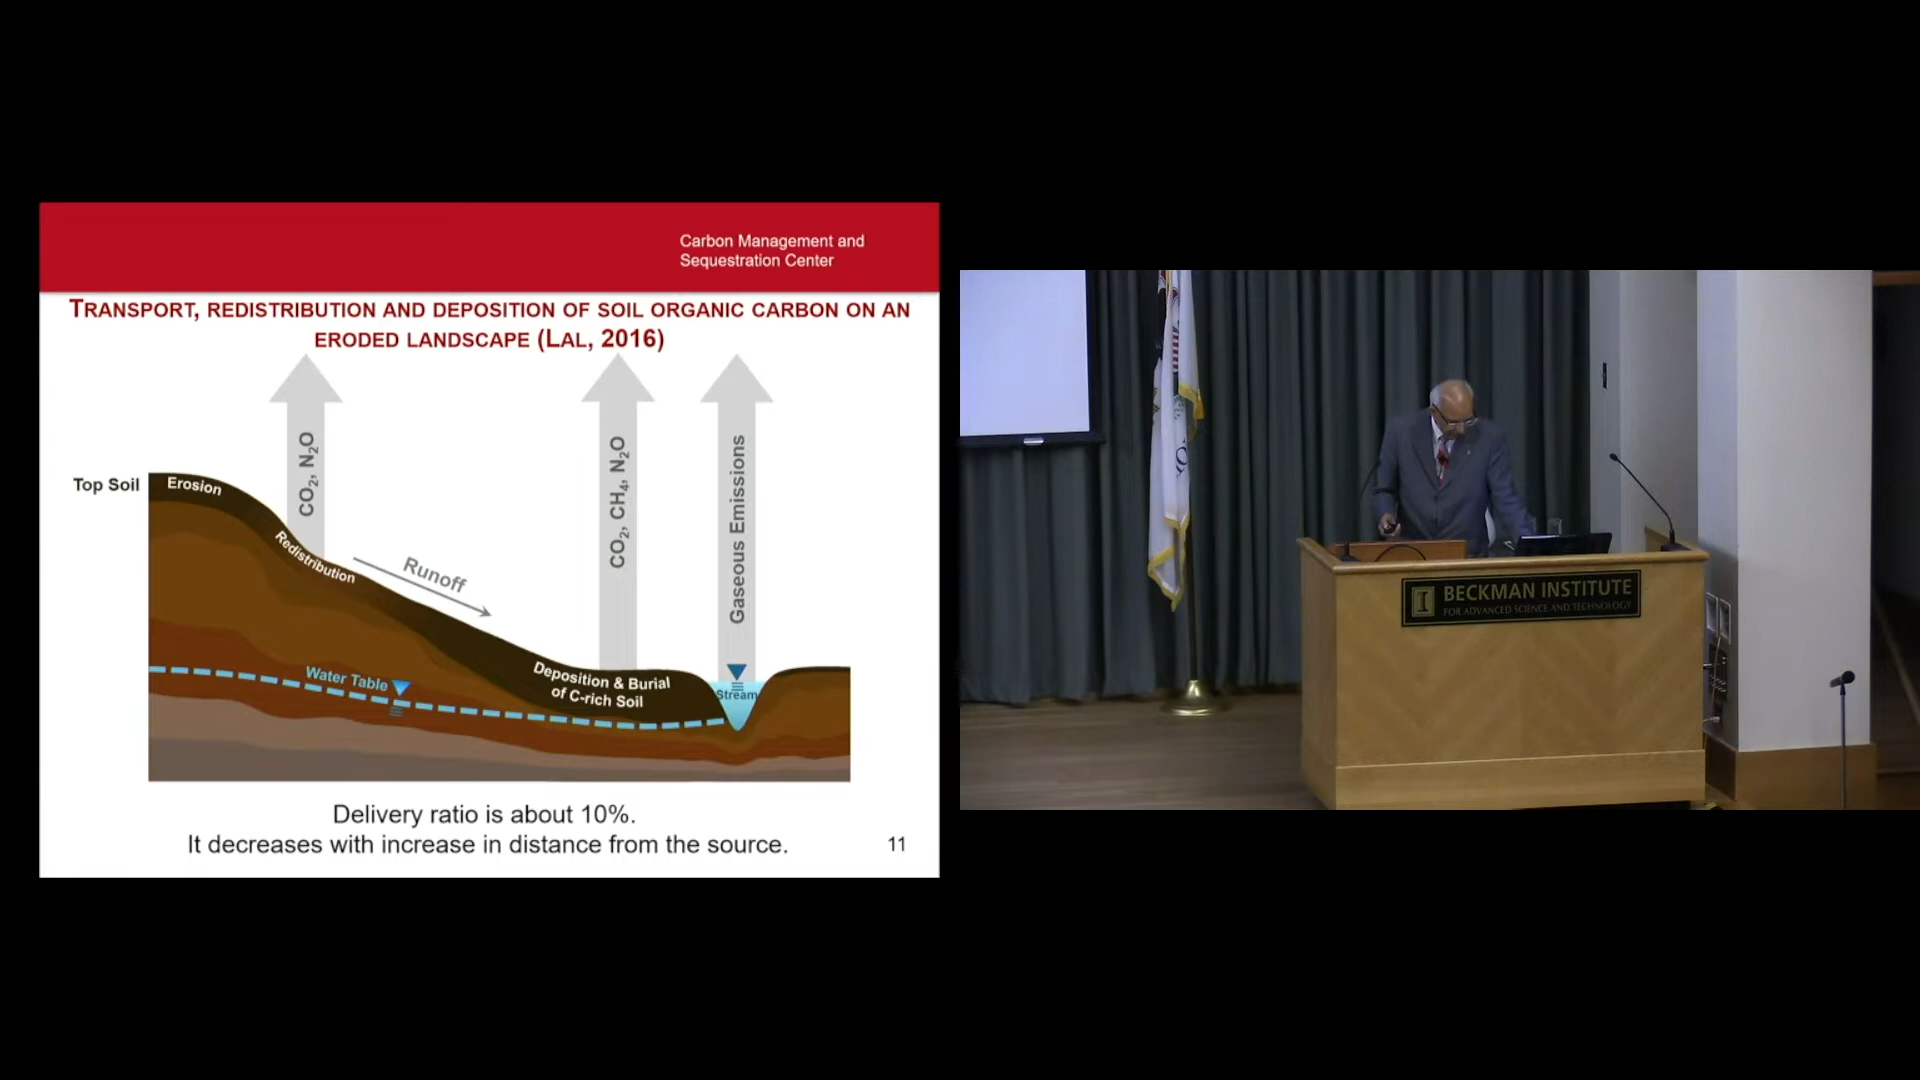 Carbon Management and
Sequestration Center
TRANSPORT, REDISTRIBUTION AND DEPOSITION OF SOIL ORGANIC CARBON ON AN
ERODED LANDSCAPE (LAL, 2016)
CO₂, N₂O
CO₂, CH₄, N₂O
Gaseous Emissions
Top Soil
Erosion
Redistribution
Runoff
Water Table
Deposition & Burial
of C-rich Soil
Stream
Delivery ratio is about 10%.
It decreases with increase in distance from the source.
11
I
BECKMAN INSTITUTE
FOR ADVANCED SCIENCE AND TECHNOLOGY